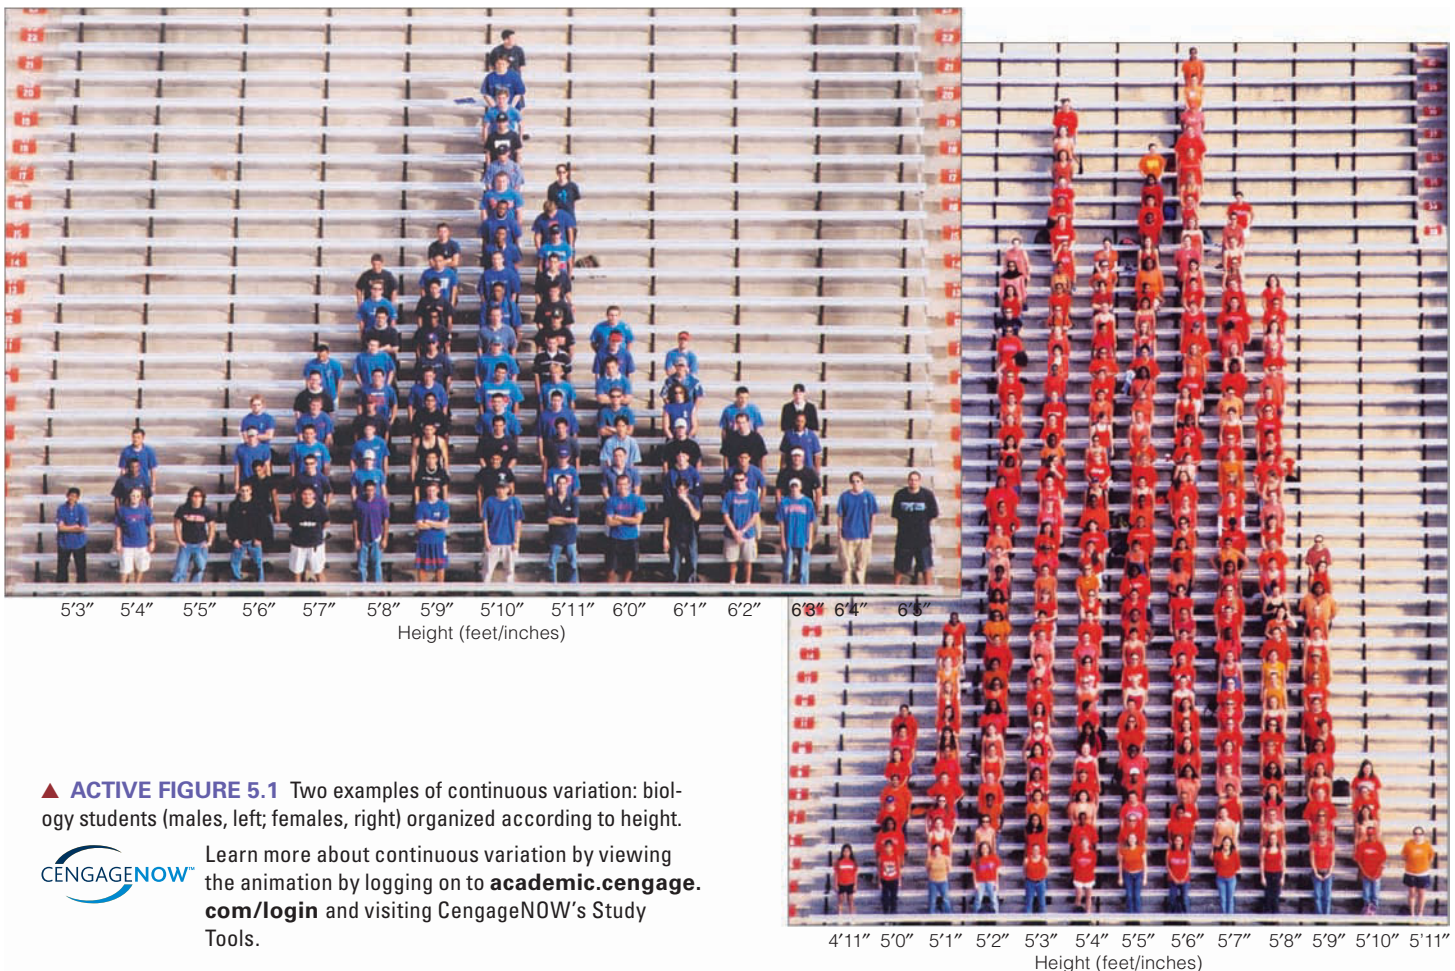 5′3″ 5′4″ 5′5″ 5′6″ 5′7″ 5′8″ 5′9″ 5′10″ 5′11″ 6′0″ 6′1″ 6′2″ 6′3″ 6′4″ 6′5″
Height (feet/inches)
4′11″ 5′0″ 5′1″ 5′2″ 5′3″ 5′4″ 5′5″ 5′6″ 5′7″ 5′8″ 5′9″ 5′10″ 5'11″
Height (feet/inches)
▲ ACTIVE FIGURE 5.1 Two examples of continuous variation: biol-
ogy students (males, left; females, right) organized according to height.
CENGAGENOW™
Learn more about continuous variation by viewing
the animation by logging on to academic.cengage.
com/login and visiting CengageNOW's Study
Tools.